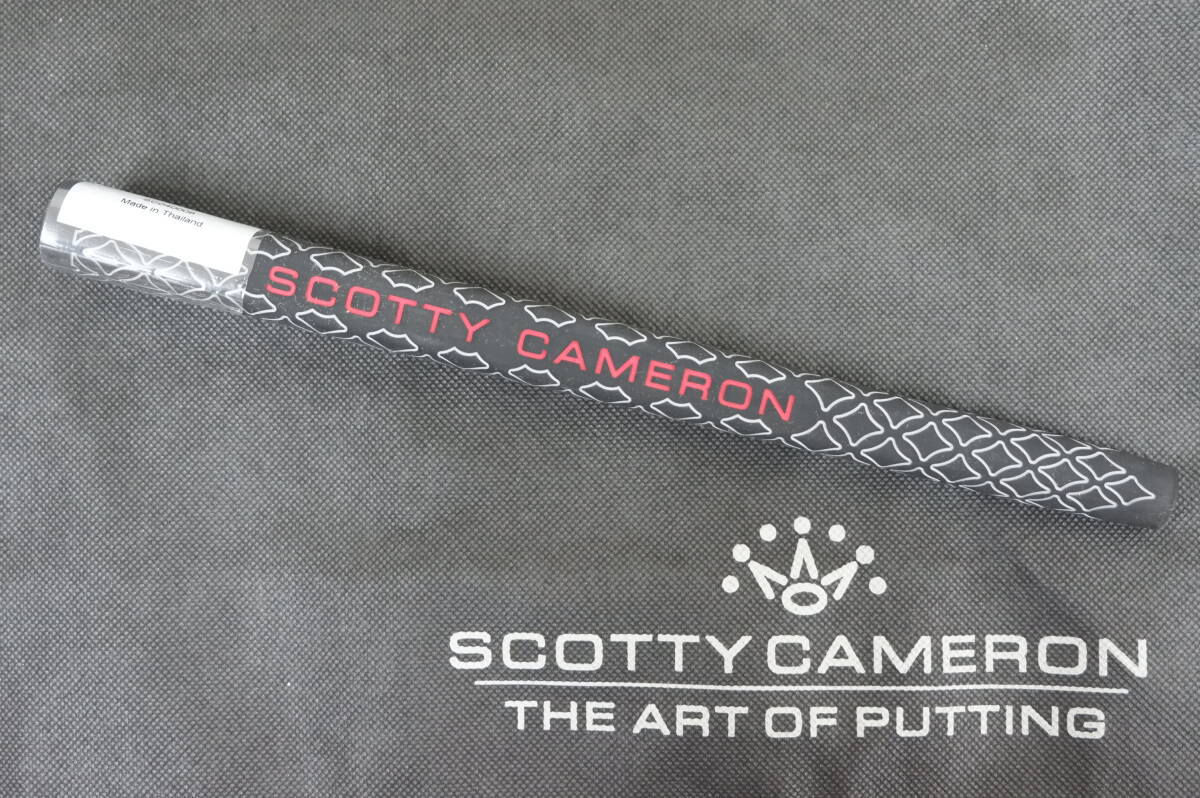 Made in Thailand
SCOTTY CAMERON
SCOTTY CAMERON
THE ART OF PUTTING